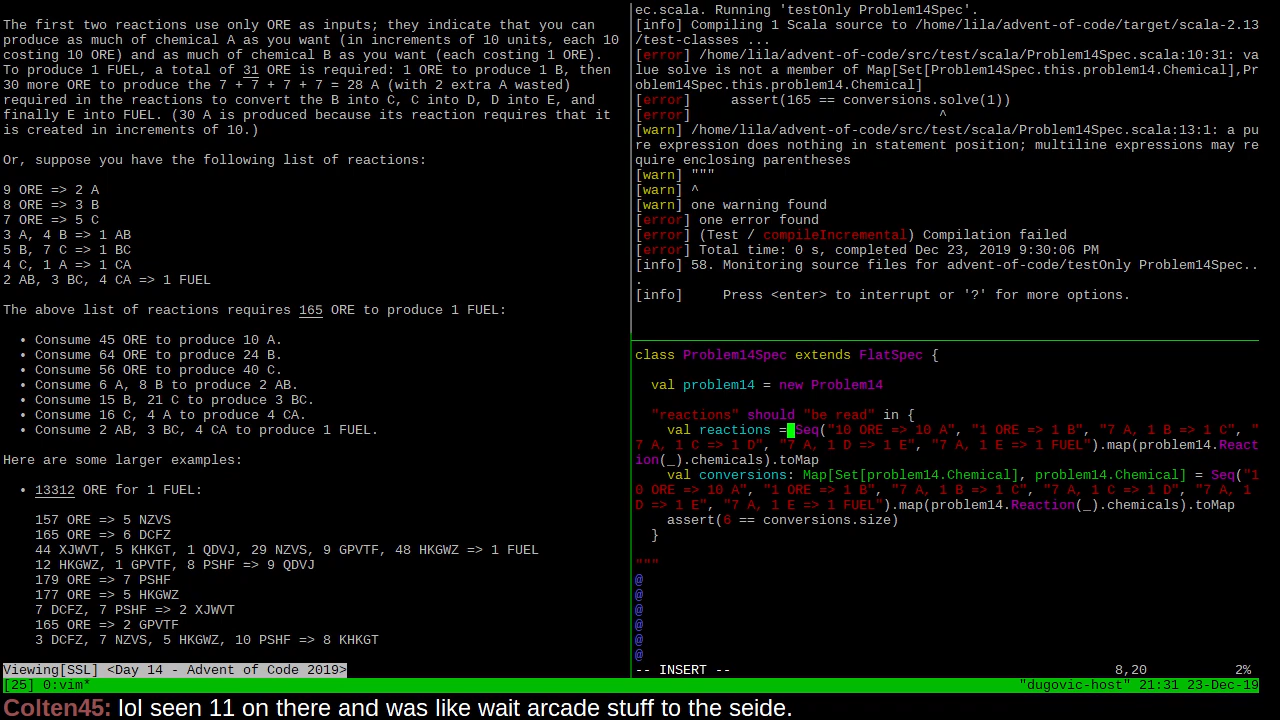 The first two reactions use only ORE as inputs; they indicate that you can
produce as much of chemical A as you want (in increments of 10 units, each 10
costing 10 ORE) and as much of chemical B as you want (each costing 1 ORE).
To produce 1 FUEL, a total of 31 ORE is required: 1 ORE to produce 1 B, then
30 more ORE to produce the 7 + 7 + 7 + 7 = 28 A (with 2 extra A wasted)
required in the reactions to convert the B into C, C into D, D into E, and
finally E into FUEL. (30 A is produced because its reaction requires that it
is created in increments of 10.)
Or, suppose you have the following list of reactions:
9 ORE => 2 A
8 ORE => 3 B
7 ORE => 5 C
3 A, 4 B => 1 AB
5 B, 7 C => 1 BC
4 C, 1 A => 1 CA
2 AB, 3 BC, 4 CA => 1 FUEL
The above list of reactions requires 165 ORE to produce 1 FUEL:
• Consume 45 ORE to produce 10 A.
• Consume 64 ORE to produce 24 B.
• Consume 56 ORE to produce 40 C.
• Consume 6 A, 8 B to produce 2 AB.
• Consume 15 B, 21 C to produce 3 BC.
• Consume 16 C, 4 A to produce 4 CA.
• Consume 2 AB, 3 BC, 4 CA to produce 1 FUEL.
Here are some larger examples:
• 13312 ORE for 1 FUEL:
157 ORE => 5 NZVS
165 ORE => 6 DCFZ
44 XJWVT, 5 KHKGT, 1 QDVJ, 29 NZVS, 9 GPVTF, 48 HKGWZ => 1 FUEL
12 HKGWZ, 1 GPVTF, 8 PSHF => 9 QDVJ
179 ORE => 7 PSHF
177 ORE => 5 HKGWZ
7 DCFZ, 7 PSHF => 2 XJWVT
165 ORE => 2 GPVTF
3 DCFZ, 7 NZVS, 5 HKGWZ, 10 PSHF => 8 KHKGT
Viewing[SSL] <Day 14 - Advent of Code 2019>
ec.scala. Running 'testOnly Problem14Spec'.
[info] Compiling 1 Scala source to /home/lila/advent-of-code/target/scala-2.13
/test-classes ...
[error] /home/lila/advent-of-code/src/test/scala/Problem14Spec.scala:10:31: va
lue solve is not a member of Map[Set[Problem14Spec.this.problem14.Chemical],Pr
oblem14Spec.this.problem14.Chemical]
[error]     assert(165 == conversions.solve(1))
[error]                               ^
[warn] /home/lila/advent-of-code/src/test/scala/Problem14Spec.scala:13:1: a pu
re expression does nothing in statement position; multiline expressions may re
quire enclosing parentheses
[warn] """
[warn] ^
[warn] one warning found
[error] one error found
[error] (Test / compileIncremental) Compilation failed
[error] Total time: 0 s, completed Dec 23, 2019 9:30:06 PM
[info] 58. Monitoring source files for advent-of-code/testOnly Problem14Spec..
.
[info]     Press <enter> to interrupt or '?' for more options.
class Problem14Spec extends FlatSpec {
val problem14 = new Problem14
"reactions" should "be read" in {
val reactions = Seq("10 ORE => 10 A", "1 ORE => 1 B", "7 A, 1 B => 1 C", "
7 A, 1 C => 1 D", "7 A, 1 D => 1 E", "7 A, 1 E => 1 FUEL").map(problem14.React
ion(_).chemicals).toMap
val conversions: Map[Set[problem14.Chemical], problem14.Chemical] = Seq("1
0 ORE => 10 A", "1 ORE => 1 B", "7 A, 1 B => 1 C", "7 A, 1 C => 1 D", "7 A, 1
D => 1 E", "7 A, 1 E => 1 FUEL").map(problem14.Reaction(_).chemicals).toMap
assert(6 == conversions.size)
}
"""
@
@
@
@
@
@
-- INSERT -- 8,20 2%
[25] 0:vim* "dugovic-host" 21:31 23-Dec-19
Colten45: lol seen 11 on there and was like wait arcade stuff to the seide.